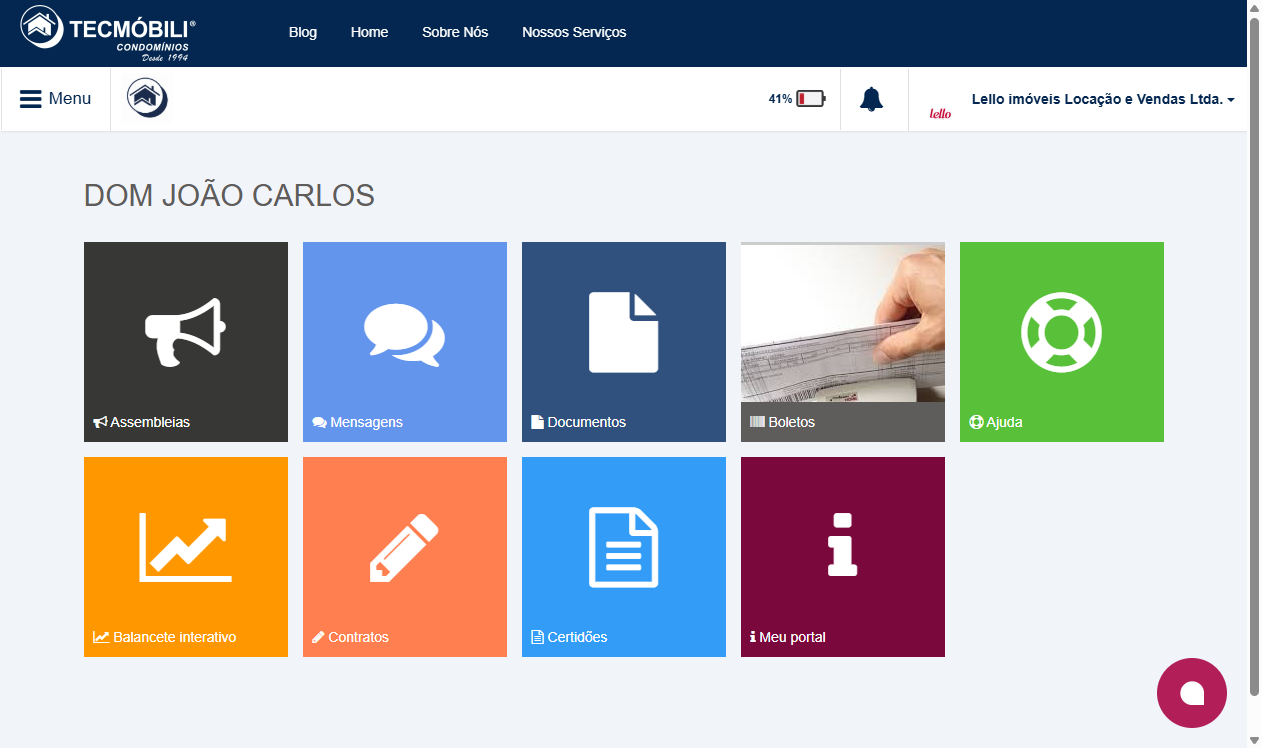 TECMÓBILI®
CONDOMÍNIOS
Desde 1994
Blog
Home
Sobre Nós
Nossos Serviços
Menu
41%
lello
Lello imóveis Locação e Vendas Ltda.
DOM JOÃO CARLOS
Assembleias
Mensagens
Documentos
Boletos
Ajuda
Balancete interativo
Contratos
Certidões
Meu portal